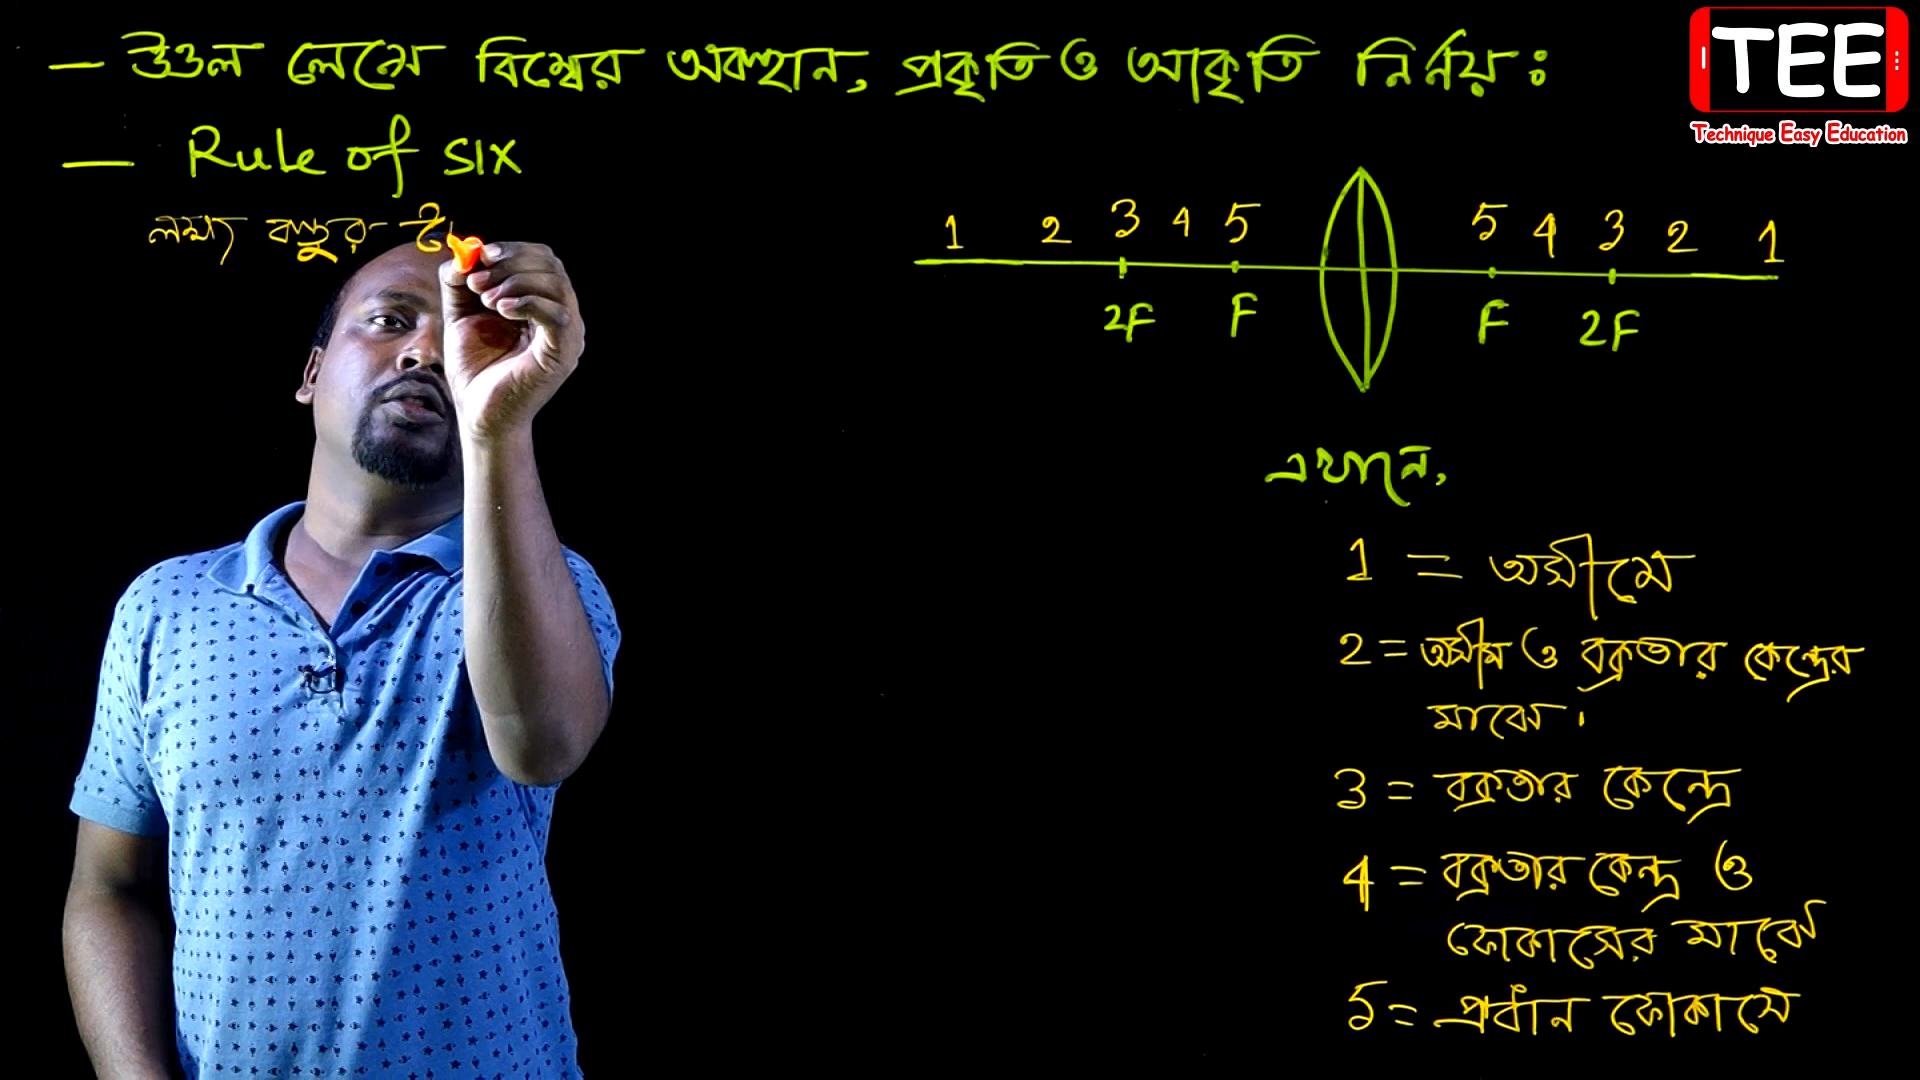 – উত্তল লেন্সে বিম্বের অবস্থান, প্রকৃতি ও আকৃতি নির্ণয়:
TEE
Technique Easy Education
– Rule of six
লক্ষ্য বস্তুর
1 2 3 4 5 5 4 3 2 1
2F F F 2F
এখানে,
1 = অসীমে
2 = অসীম ও বক্রতার কেন্দ্রের
মাঝে।
3 = বক্রতার কেন্দ্রে
4 = বক্রতার কেন্দ্র ও
ফোকাসের মাঝে
5 = প্রধান ফোকাসে